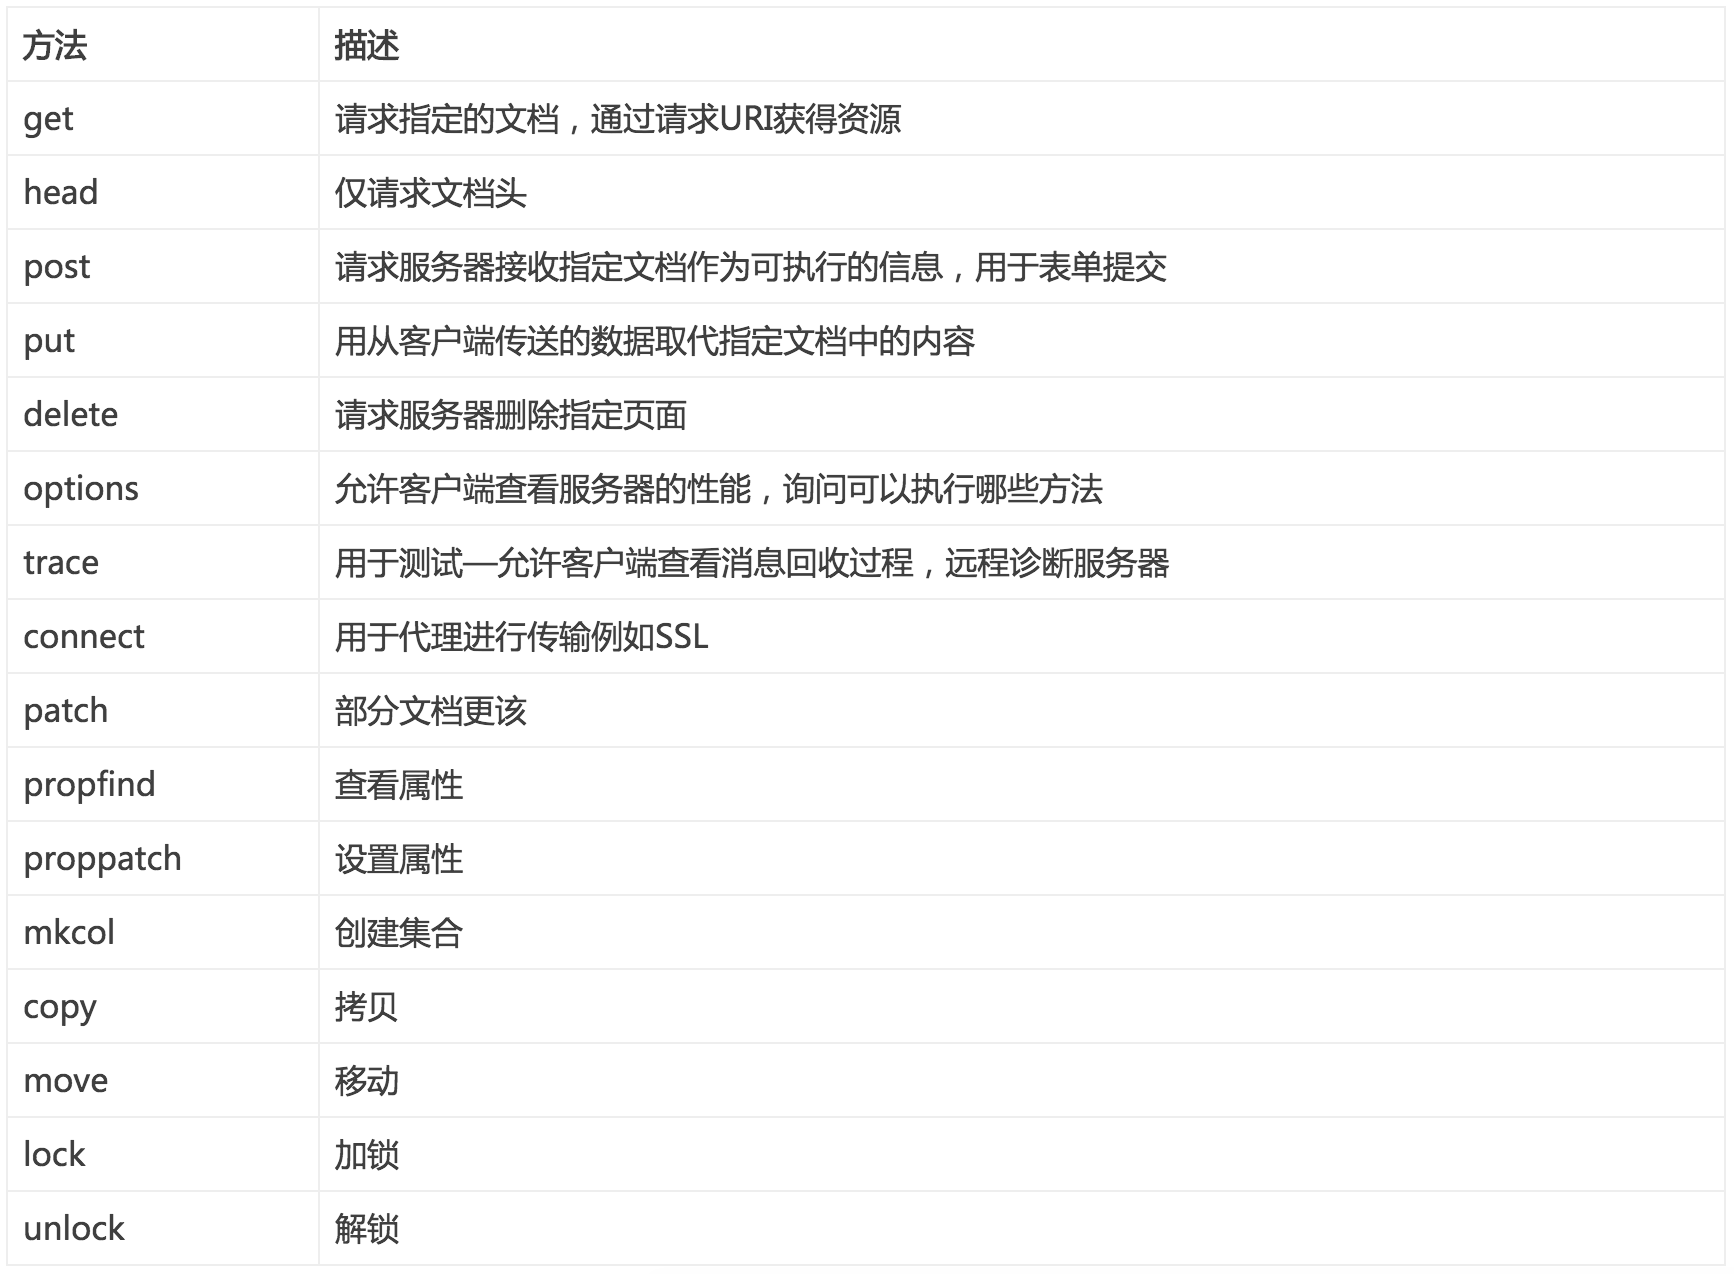 方法 描述
get 请求指定的文档，通过请求URI获得资源
head 仅请求文档头
post 请求服务器接收指定文档作为可执行的信息，用于表单提交
put 用从客户端传送的数据取代指定文档中的内容
delete 请求服务器删除指定页面
options 允许客户端查看服务器的性能，询问可以执行哪些方法
trace 用于测试—允许客户端查看消息回收过程，远程诊断服务器
connect 用于代理进行传输例如SSL
patch 部分文档更该
propfind 查看属性
proppatch 设置属性
mkcol 创建集合
copy 拷贝
move 移动
lock 加锁
unlock 解锁